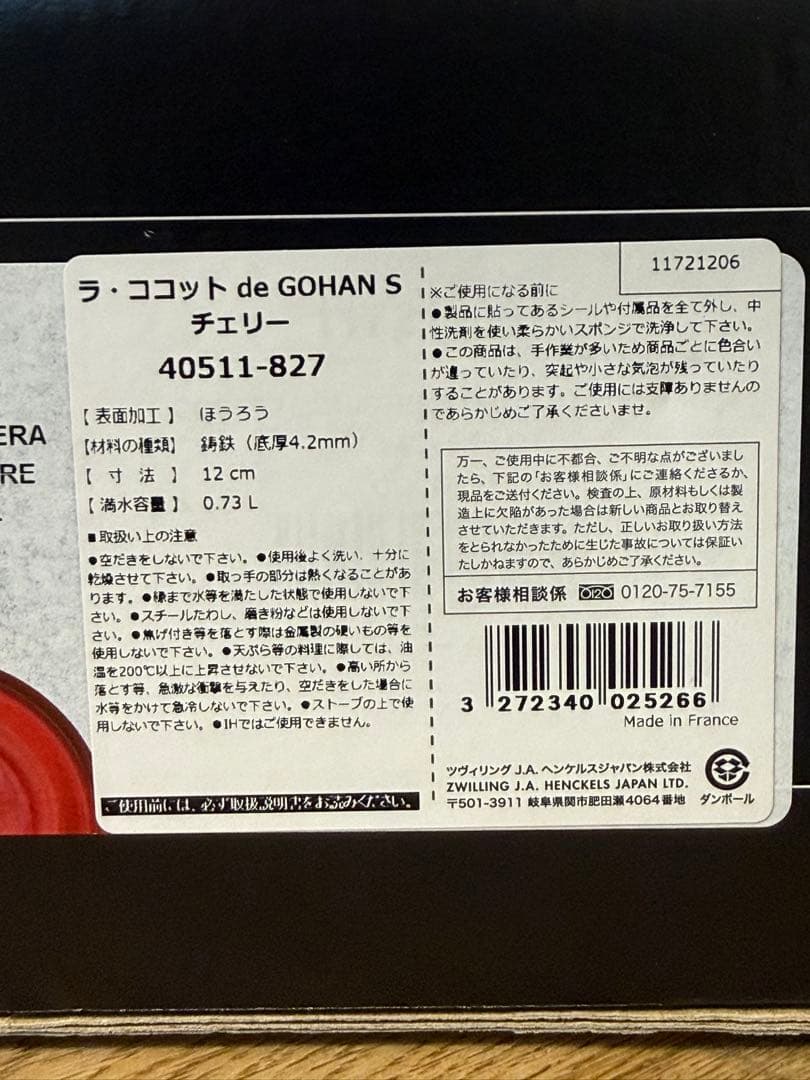 ERA
RE
ラ・ココット de GOHAN S
チェリー
40511-827
【 表面加工 】 ほうろう
【材料の種類】 鋳鉄（底厚4.2mm）
【 寸 法 】 12 cm
【 満水容量 】 0.73 L
■取扱い上の注意
●空だきをしないで下さい。●使用後よく洗い、十分に
乾燥させて下さい。●取っ手の部分は熱くなることがあ
ります。●縁まで水等を満たした状態で使用しないで下
さい。●スチールたわし、磨き粉などは使用しないで下
さい。●焦げ付き等を落とす際は金属製の硬いもの等を
使用しないで下さい。●天ぷら等の料理に際しては、油
温を200℃以上に上昇させないで下さい。●高い所から
落とす等、急激な衝撃を与えたり、空だきをした場合に
水等をかけて急冷しないで下さい。●ストーブの上で使
用しないで下さい。●IHではご使用できません。
ご使用前には、必ず取扱説明書をお読みください。
11721206
※ご使用になる前に
●製品に貼ってあるシールや付属品を全て外し、中
性洗剤を使い柔らかいスポンジで洗浄して下さい。
●この商品は、手作業が多いため商品ごとに色合い
が違っていたり、突起や小さな気泡が残っていたり
することがあります。ご使用には支障ありませんの
であらかじめご了承くださいませ。
万一、ご使用中に不都合、ご不明な点がございまし
たら、下記の「お客様相談係」にご連絡くださるか、
現品をご送付ください。検査の上、原材料もしくは製
造上に欠陥があった場合は新しい商品とお取り替え
させていただきます。ただし、正しいお取り扱い方法
をとられなかったために生じた事故については保証い
たしかねますので、あらかじめご了承ください。
お客様相談係 0120-75-7155
3 272340 025266
Made in France
ツヴィリング J.A. ヘンケルスジャパン株式会社
ZWILLING J.A. HENCKELS JAPAN LTD.
〒501-3911 岐阜県関市肥田瀬4064番地
ダンボール